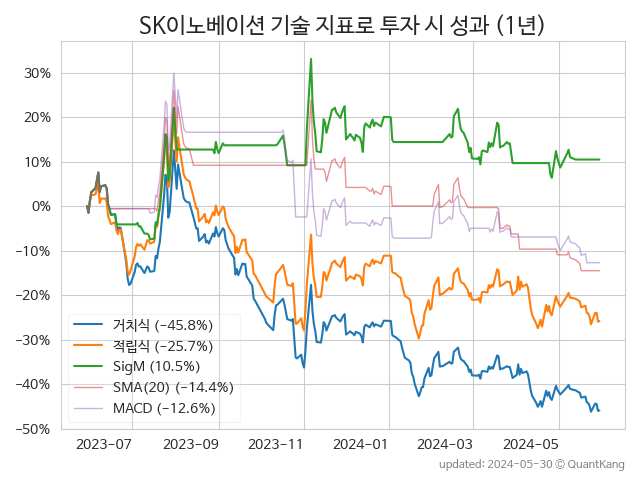 SK이노베이션 기술 지표로 투자 시 성과 (1년)
30%
20%
10%
0%
−10%
−20%
−30%
−40%
−50%
거치식 (−45.8%)
적립식 (−25.7%)
SigM (10.5%)
SMA(20) (−14.4%)
MACD (−12.6%)
2023-07 2023-09 2023-11 2024-01 2024-03 2024-05
updated: 2024-05-30 ⓒ QuantKang